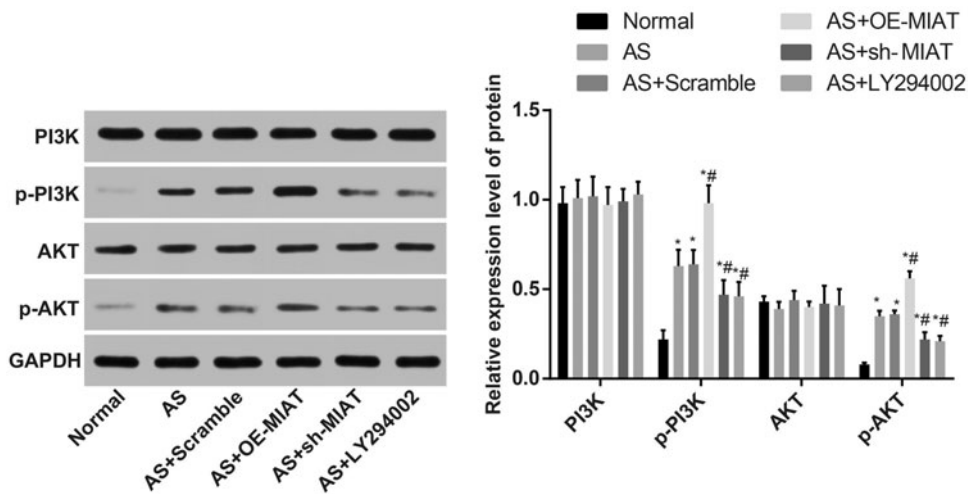 PI3K
p-PI3K
AKT
p-AKT
GAPDH
Normal
AS
AS+Scramble
AS+OE-MIAT
AS+sh-MIAT
AS+LY294002
Normal
AS
AS+Scramble
AS+OE-MIAT
AS+sh-MIAT
AS+LY294002
Relative expression level of protein
1.5
1.0
0.5
0.0
*
*
*#
*#
*#
*
*
*#
*#
*#
PI3K
p-PI3K
AKT
p-AKT